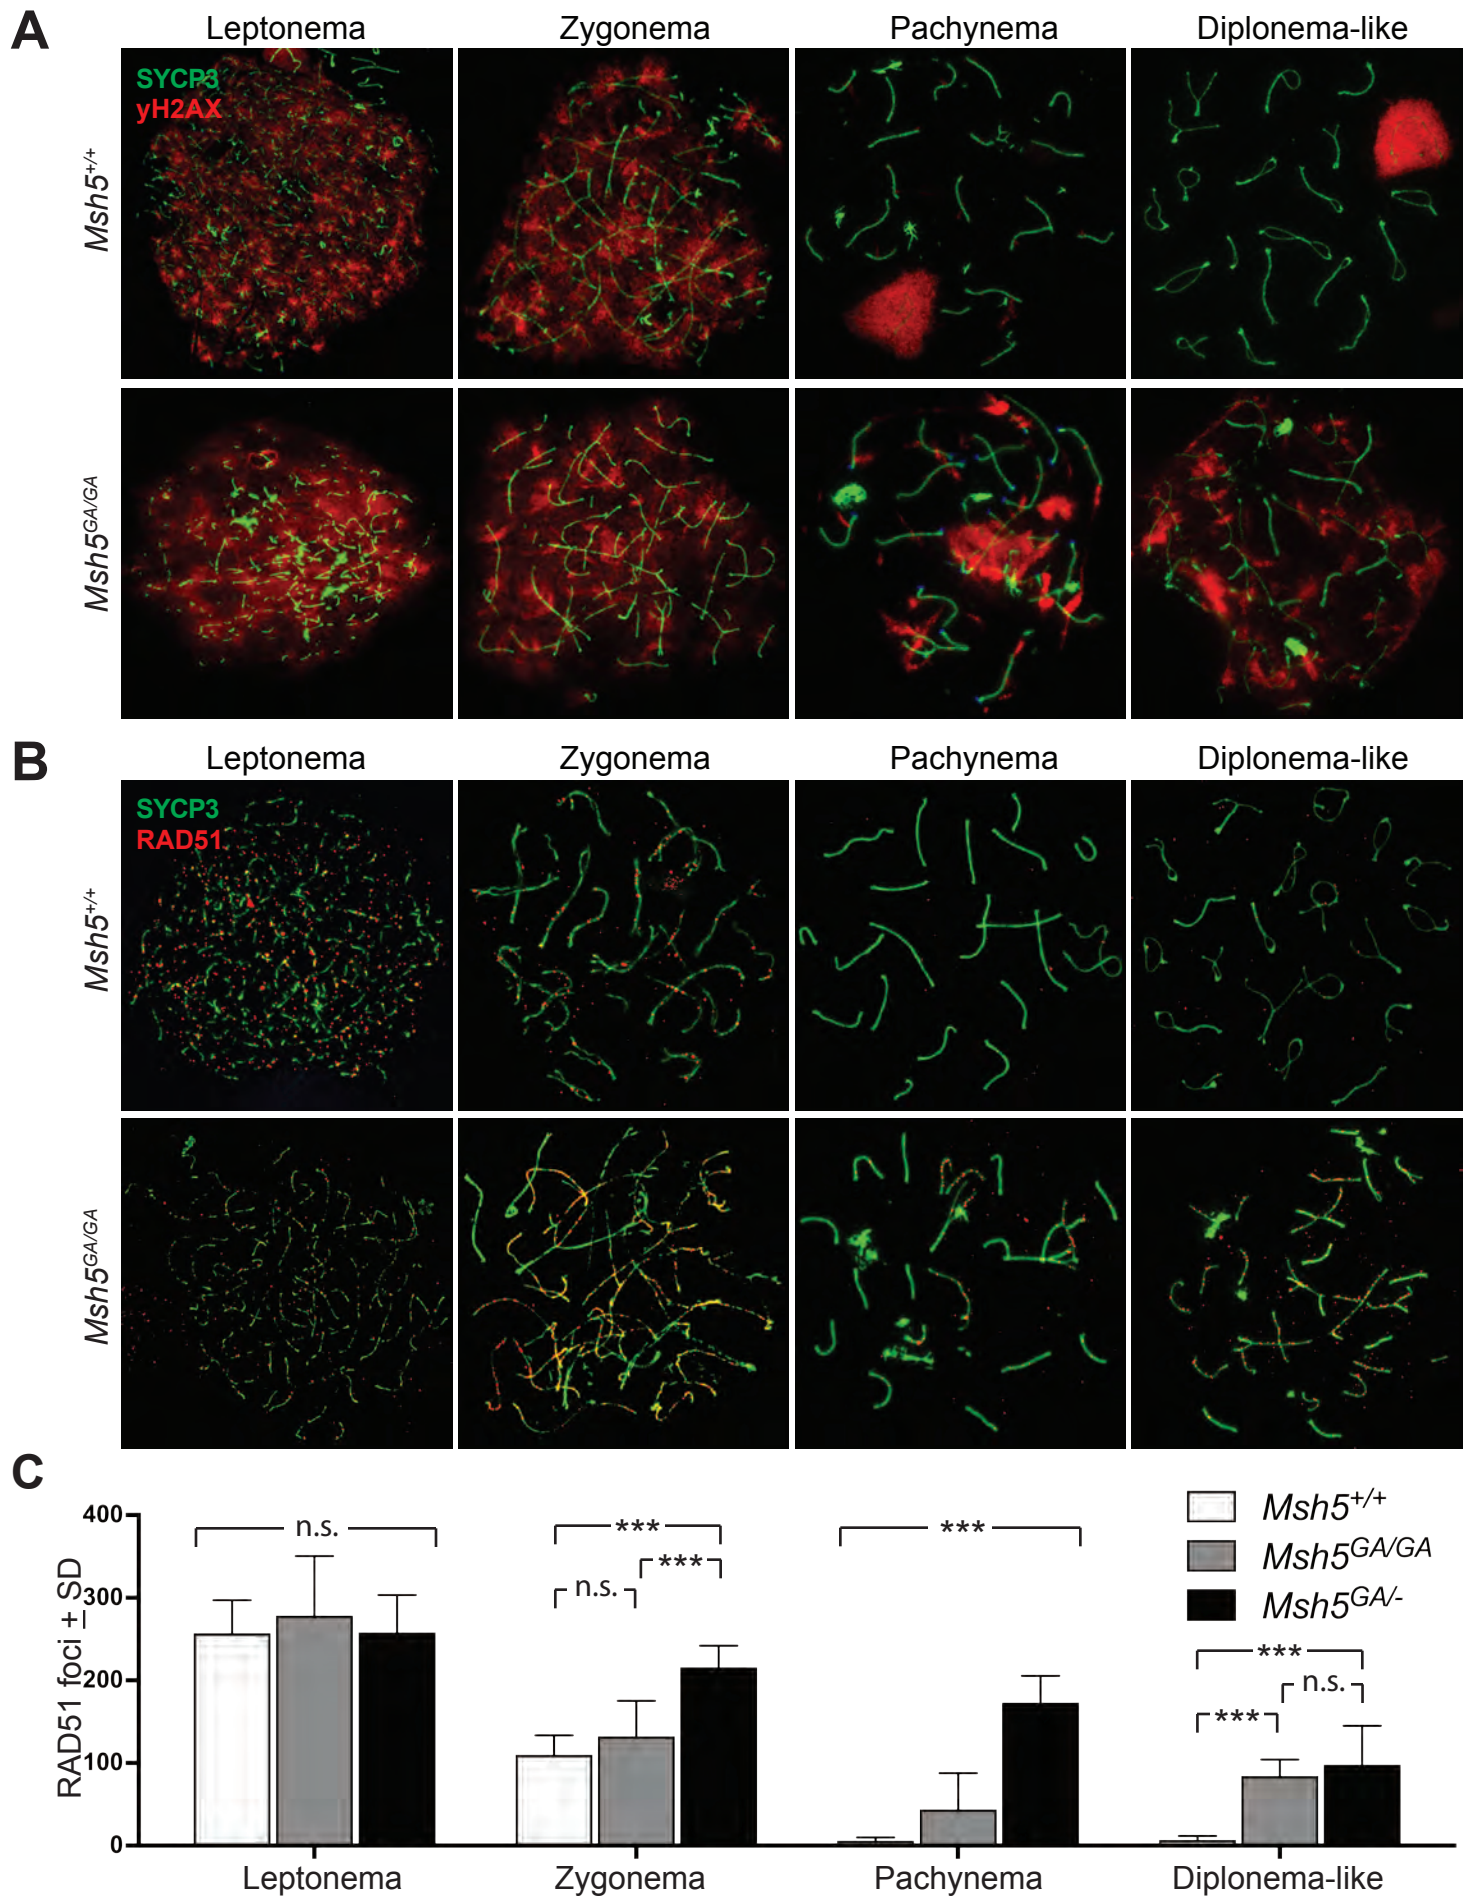 A
Leptonema Zygonema Pachynema Diplonema-like
SYCP3
yH2AX
Msh5+/+
Msh5GA/GA
B
Leptonema Zygonema Pachynema Diplonema-like
SYCP3
RAD51
Msh5+/+
Msh5GA/GA
C
RAD51 foci ± SD
400
300
200
100
0
n.s.
***
***
n.s.
***
***
n.s.
***
Msh5+/+
Msh5GA/GA
Msh5GA/-
Leptonema Zygonema Pachynema Diplonema-like